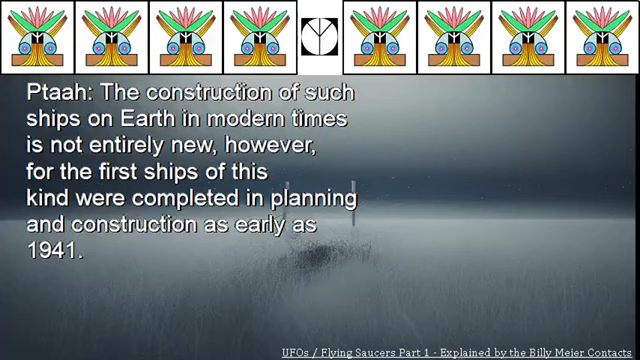 Ptaah: The construction of such
ships on Earth in modern times
is not entirely new, however,
for the first ships of this
kind were completed in planning
and construction as early as
1941.
UFOs / Flying Saucers Part 1 - Explained by the Billy Meier Contacts